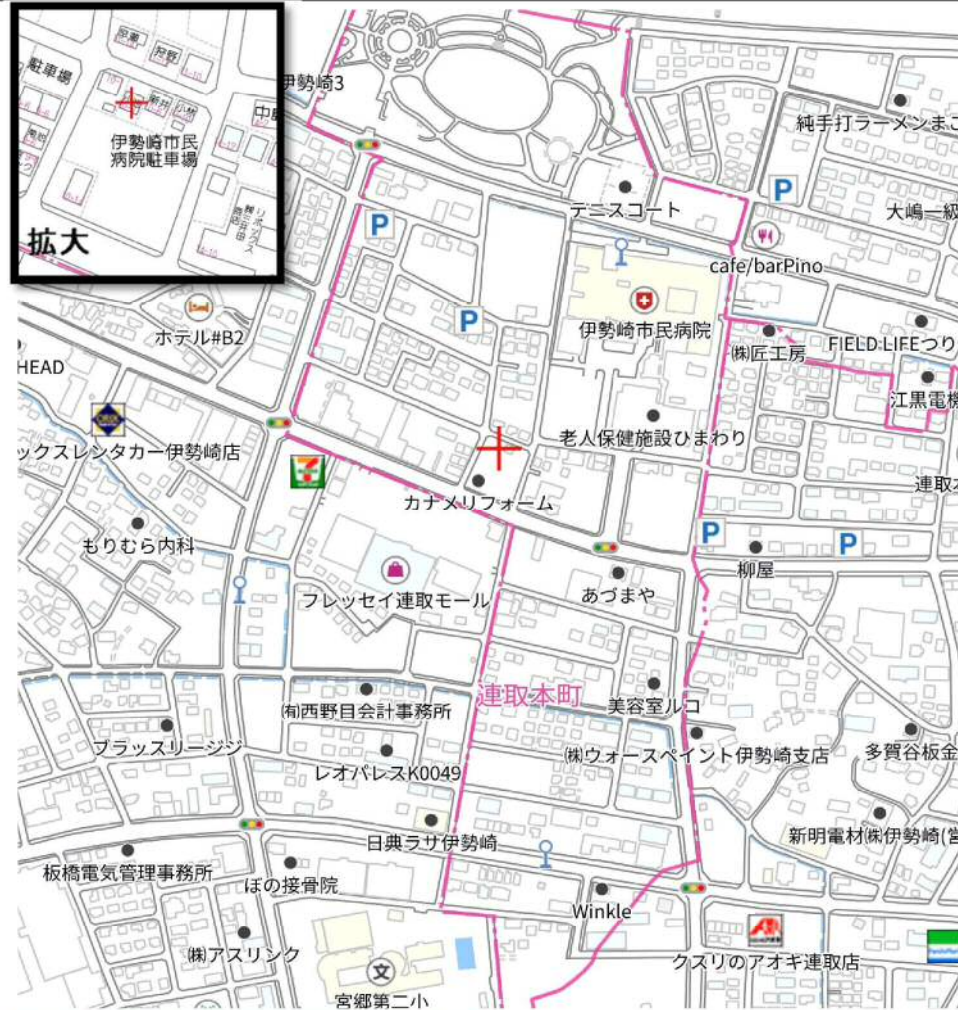 駐車場
狩野
新井
小林
伊勢崎市民
病院駐車場
拡大
伊勢崎3
純手打ラーメンまこ
P
テニスコート
大嶋一級
P
cafe/barPino
ホテル#B2
P
伊勢崎市民病院
㈱匠工房
FIELD LIFEつり
HEAD
江黒電機
老人保健施設ひまわり
ックスレンタカー伊勢崎店
連取本
カナメリフォーム
もりむら内科
P
P
柳屋
フレッセイ連取モール
あづまや
連取本町
㈲西野目会計事務所
美容室ルコ
ブラッスリージジ
㈱ウォースペイント伊勢崎支店
多賀谷板金
レオパレスK0049
日典ラサ伊勢崎
新明電材㈱伊勢崎(営
板橋電気管理事務所
ぼの接骨院
Winkle
㈱アスリンク
クスリのアオキ連取店
文
宮郷第二小